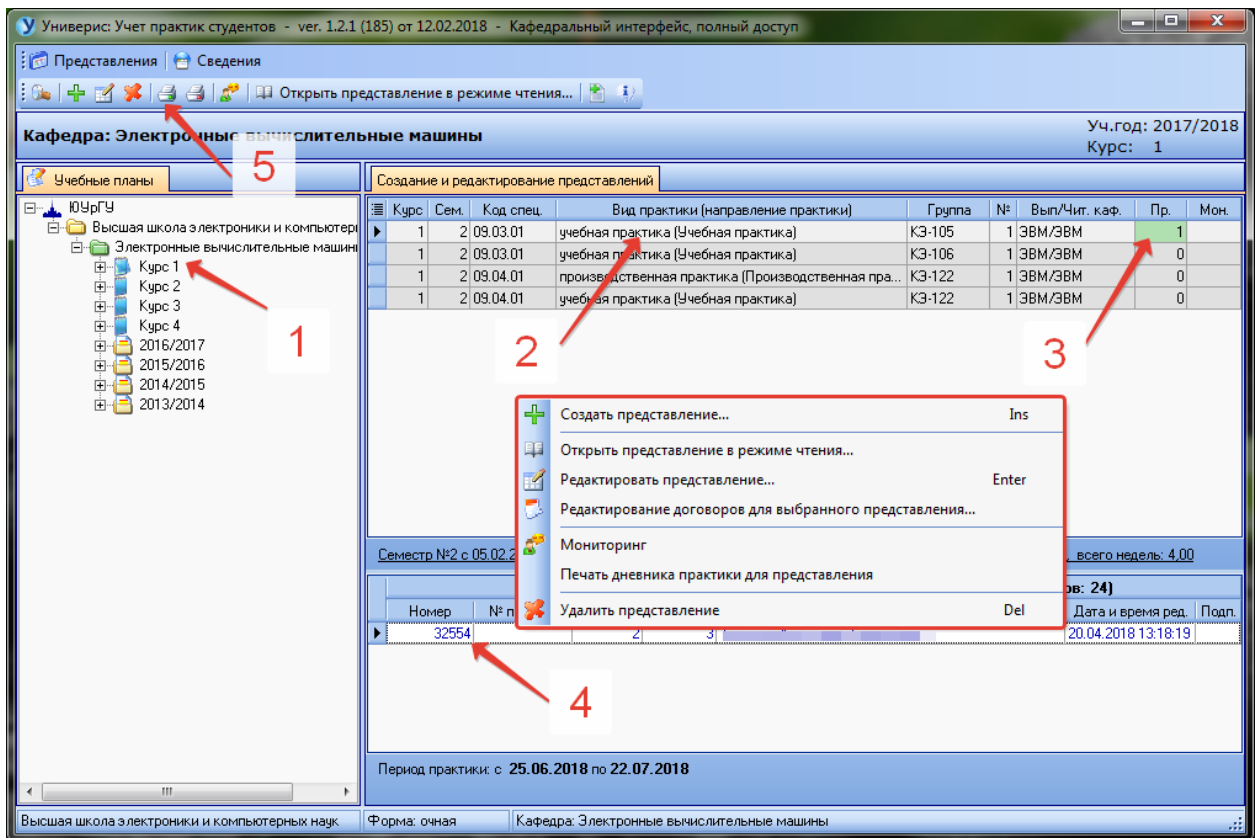 Универис: Учет практик студентов - ver. 1.2.1 (185) от 12.02.2018 - Кафедральный интерфейс, полный доступ
Представления Сведения
Открыть представление в режиме чтения...
Кафедра: Электронные вычислительные машины
Уч.год: 2017/2018
Курс: 1
5
Учебные планы
ЮУрГУ
Высшая школа электроники и компьютер
Электронные вычислительные машин
Курс 1
Курс 2
Курс 3
Курс 4
2016/2017
2015/2016
2014/2015
2013/2014
1
Создание и редактирование представлений
Курс Сем. Код спец. Вид практики (направление практики) Группа № Вып/Чит. каф. Пр. Мон.
1 2 09.03.01 учебная практика (Учебная практика) КЭ-105 1 ЭВМ/ЭВМ 1
1 2 09.03.01 учебная практика (Учебная практика) КЭ-106 1 ЭВМ/ЭВМ 0
1 2 09.04.01 производственная практика (Производственная пра... КЭ-122 1 ЭВМ/ЭВМ 0
1 2 09.04.01 учебная практика (Учебная практика) КЭ-122 1 ЭВМ/ЭВМ 0
2
3
Создать представление... Ins
Открыть представление в режиме чтения...
Редактировать представление... Enter
Редактирование договоров для выбранного представления...
Мониторинг
Печать дневника практики для представления
Удалить представление Del
Семестр №2 с 05.02.2 всего недель: 4,00
ов: 24)
Номер № п Дата и время ред. Подп.
32554 2 3 20.04.2018 13:18:19
4
Период практики: с 25.06.2018 по 22.07.2018
Высшая школа электроники и компьютерных наук Форма: очная Кафедра: Электронные вычислительные машины